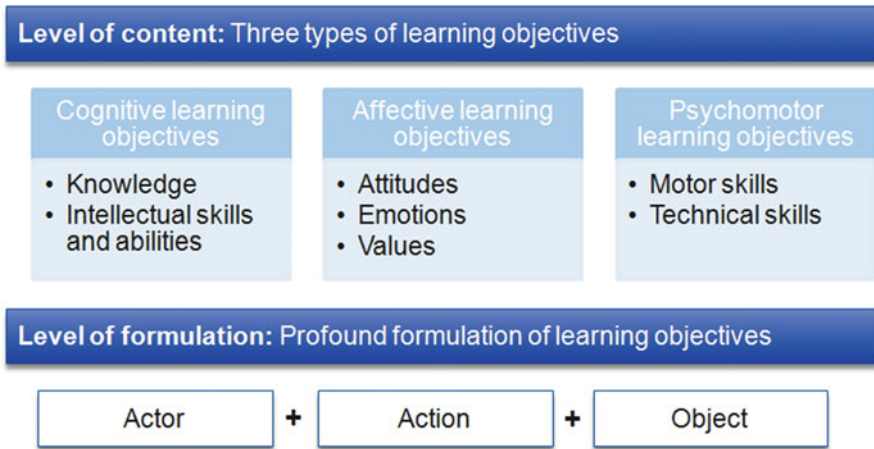 Level of content: Three types of learning objectives
Cognitive learning
objectives
• Knowledge
• Intellectual skills
and abilities
Affective learning
objectives
• Attitudes
• Emotions
• Values
Psychomotor
learning objectives
• Motor skills
• Technical skills
Level of formulation: Profound formulation of learning objectives
Actor + Action + Object